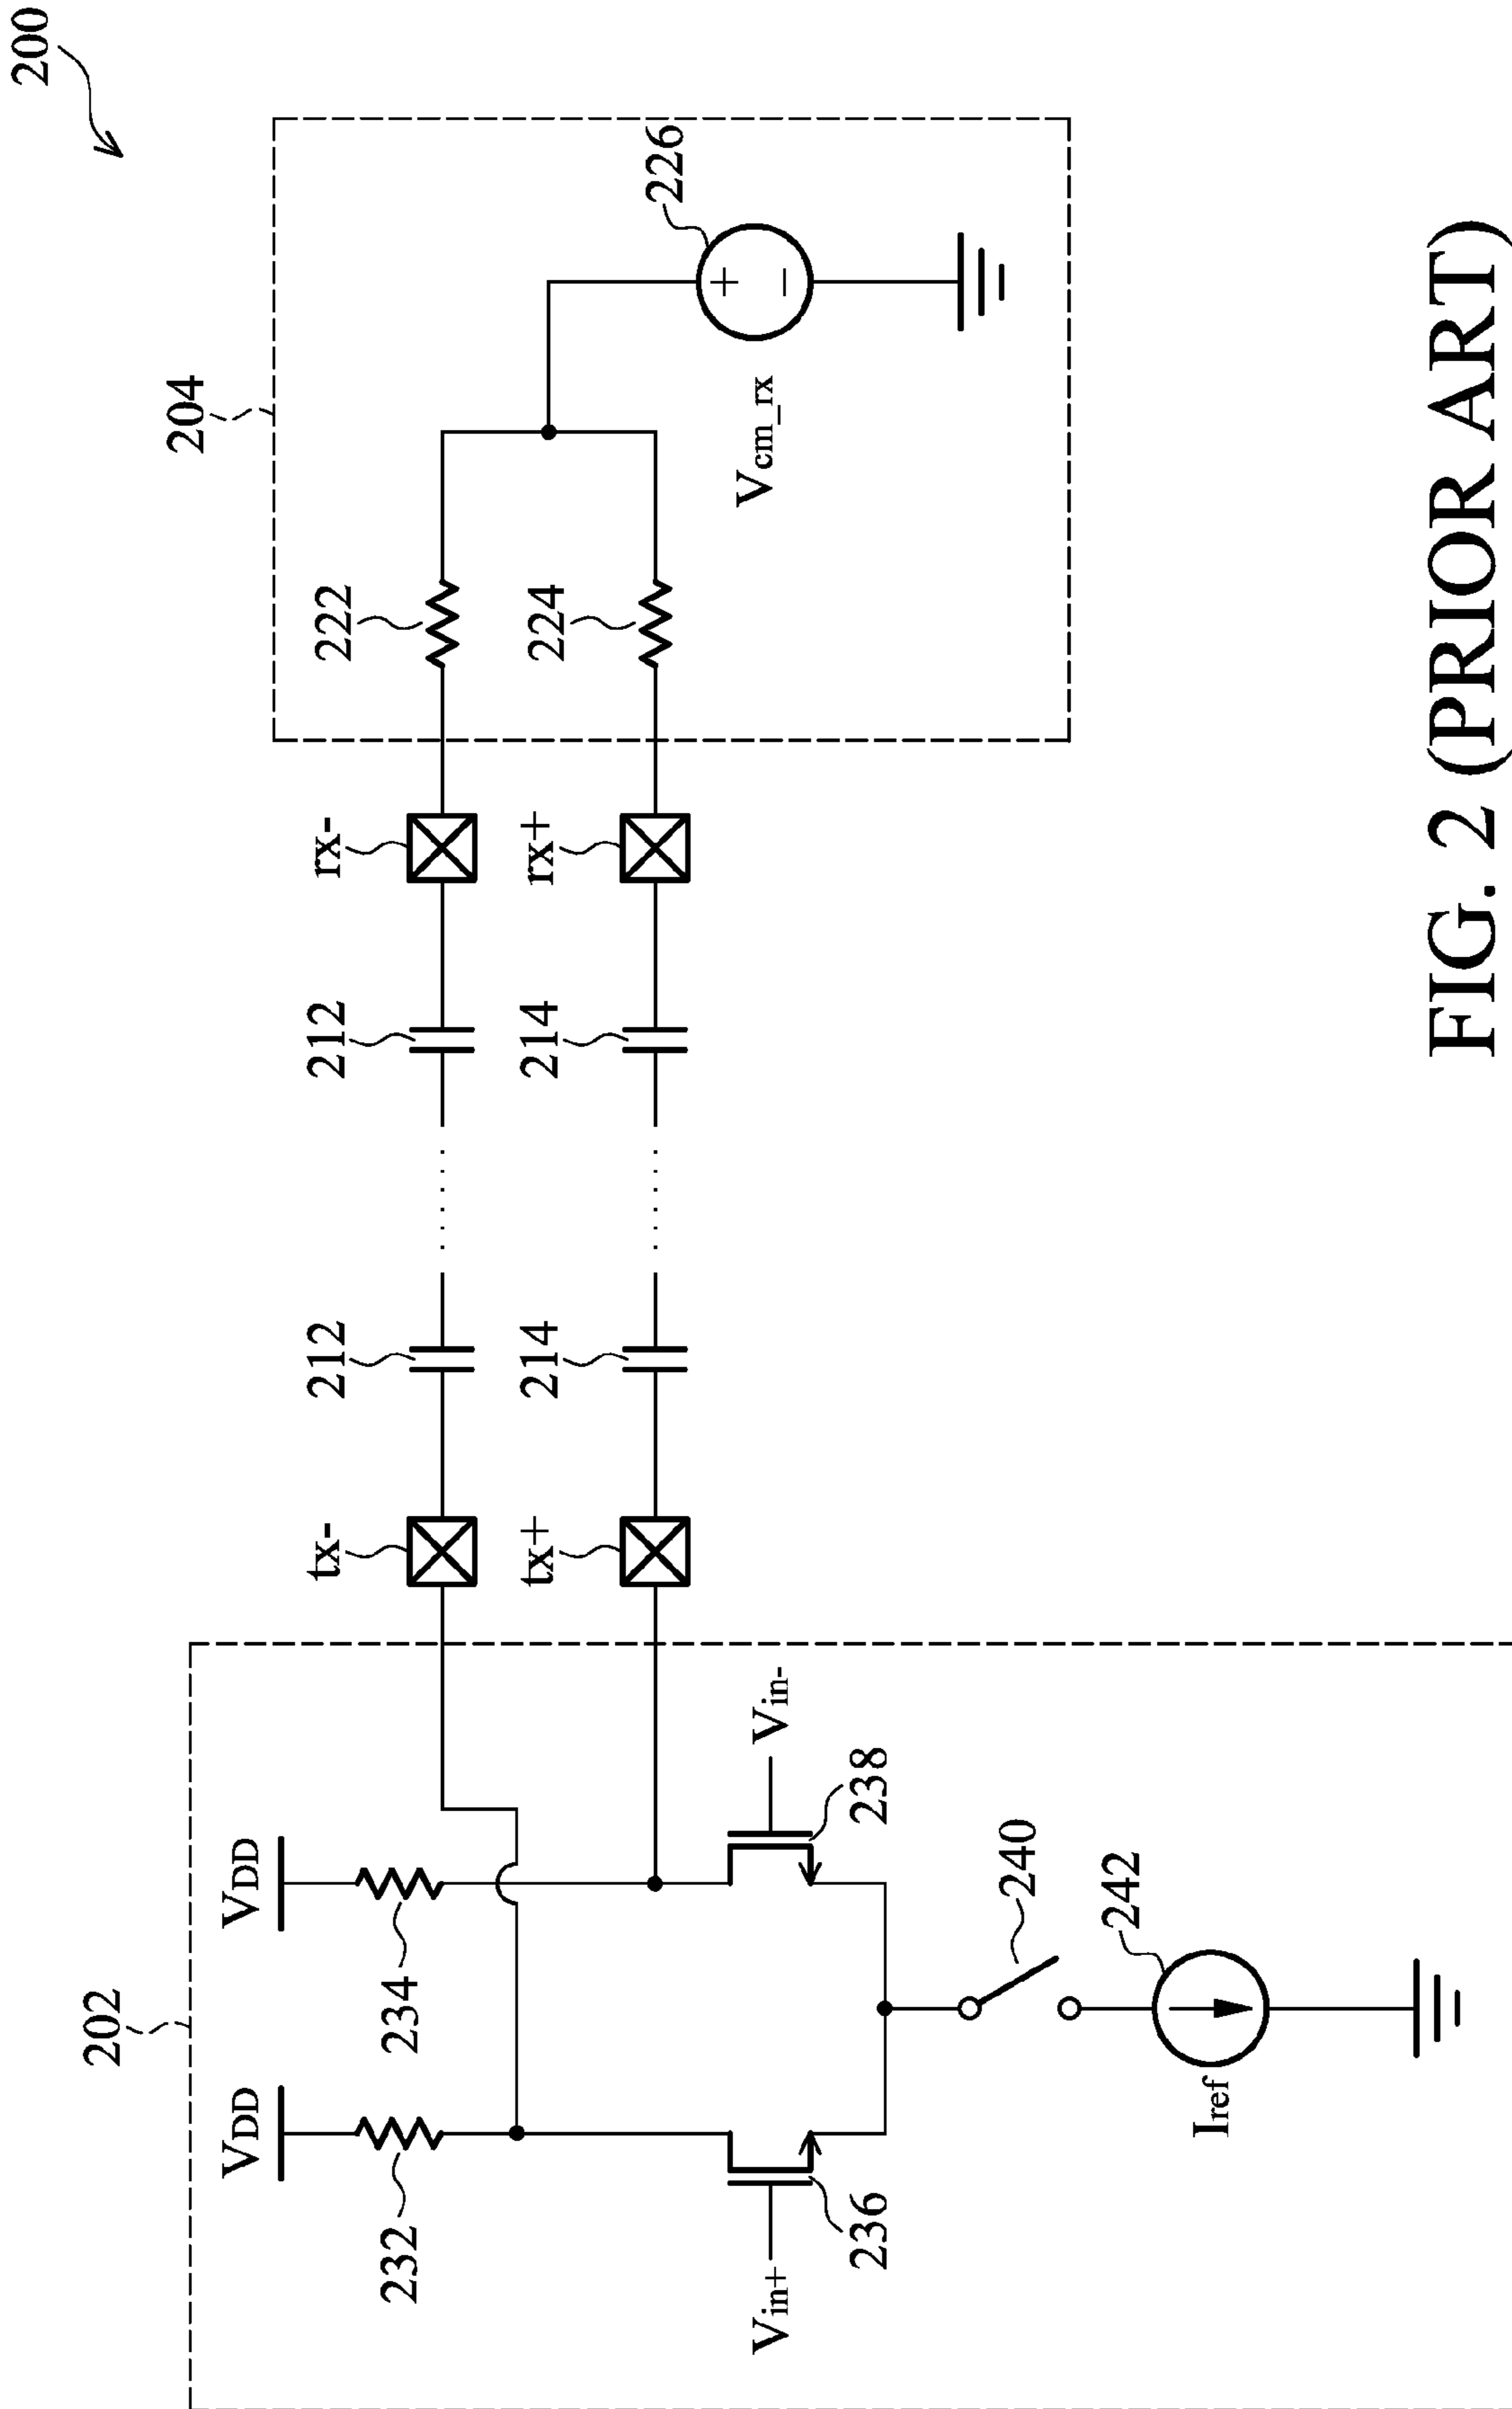 200
202
204
VDD
VDD
232
234
tx-
212
212
rx-
222
tx+
214
214
rx+
224
226
Vin+
236
238
Vin-
Vcm_rx
240
Iref
242
FIG. 2 (PRIOR ART)
+
−